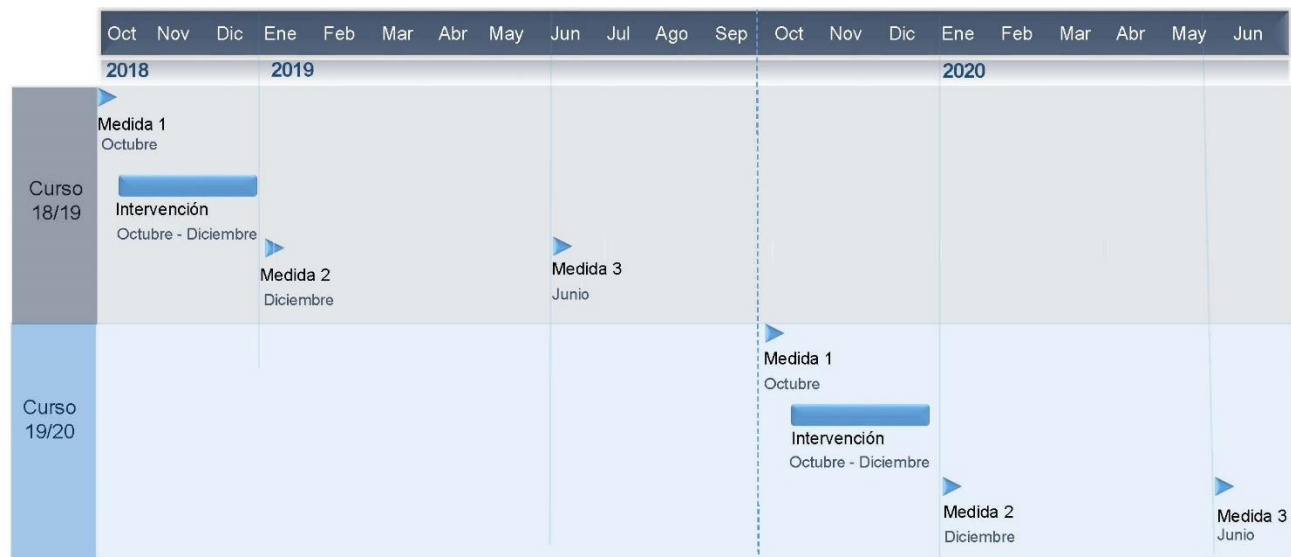 Oct Nov Dic Ene Feb Mar Abr May Jun Jul Ago Sep Oct Nov Dic Ene Feb Mar Abr May Jun
2018 2019 2020
Curso
18/19
Medida 1
Octubre
Intervención
Octubre - Diciembre
Medida 2
Diciembre
Medida 3
Junio
Curso
19/20
Medida 1
Octubre
Intervención
Octubre - Diciembre
Medida 2
Diciembre
Medida 3
Junio